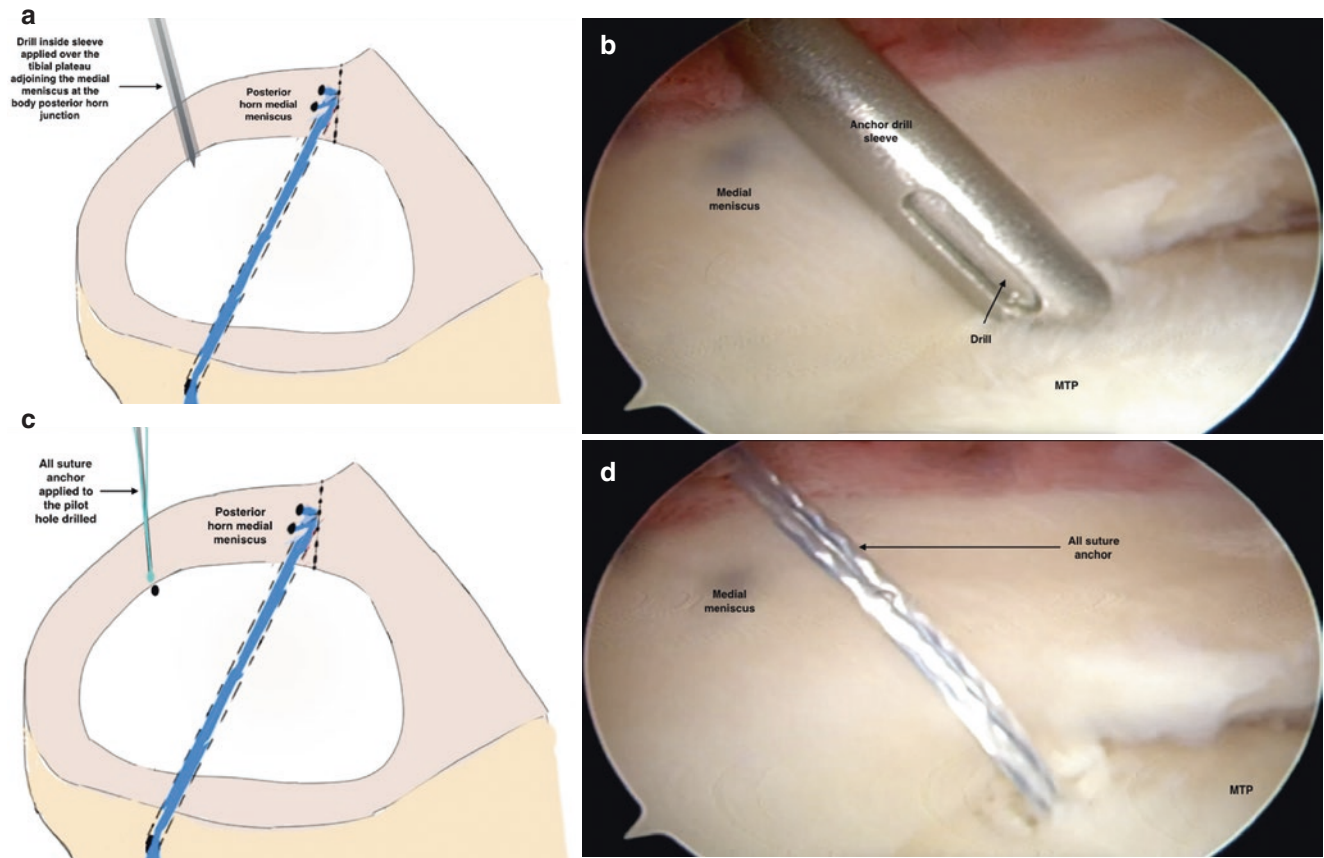 a
Drill inside sleeve
applied over the
tibial plateau
adjoining the medial
meniscus at the
body posterior horn
junction
Posterior
horn medial
meniscus
b
Anchor drill
sleeve
Medial
meniscus
Drill
MTP
c
All suture
anchor
applied to
the pilot
hole drilled
Posterior
horn medial
meniscus
d
All suture
anchor
Medial
meniscus
MTP